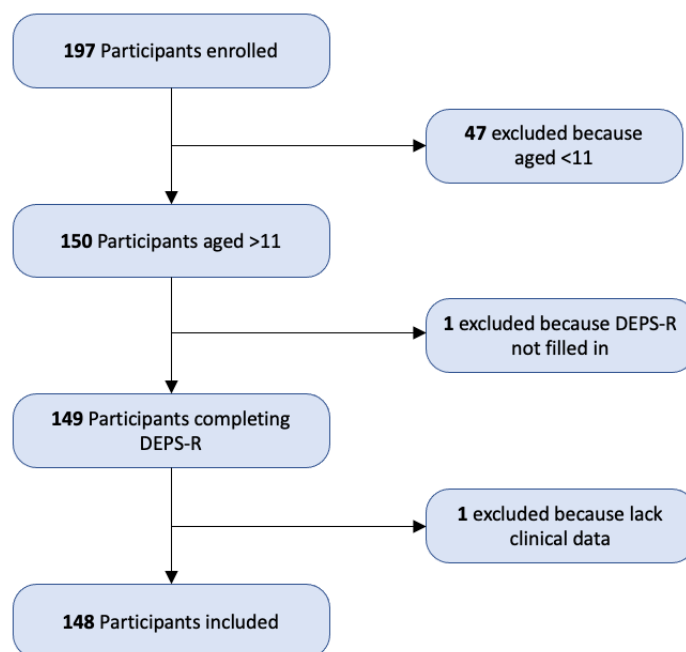 197 Participants enrolled
47 excluded because
aged <11
150 Participants aged >11
1 excluded because DEPS-R
not filled in
149 Participants completing
DEPS-R
1 excluded because lack
clinical data
148 Participants included